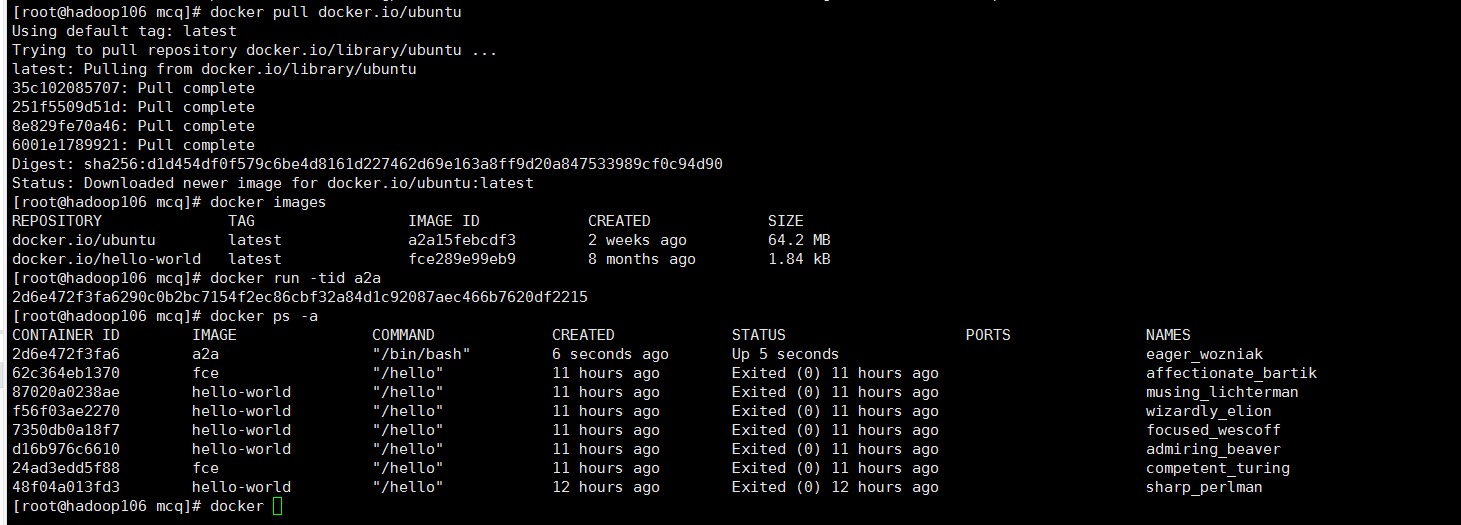 [root@hadoop106 mcq]# docker pull docker.io/ubuntu
Using default tag: latest
Trying to pull repository docker.io/library/ubuntu ...
latest: Pulling from docker.io/library/ubuntu
35c102085707: Pull complete
251f5509d51d: Pull complete
8e829fe70a46: Pull complete
6001e1789921: Pull complete
Digest: sha256:d1d454df0f579c6be4d8161d227462d69e163a8ff9d20a847533989cf0c94d90
Status: Downloaded newer image for docker.io/ubuntu:latest
[root@hadoop106 mcq]# docker images
REPOSITORY TAG IMAGE ID CREATED SIZE
docker.io/ubuntu latest a2a15febcdf3 2 weeks ago 64.2 MB
docker.io/hello-world latest fce289e99eb9 8 months ago 1.84 kB
[root@hadoop106 mcq]# docker run -tid a2a
2d6e472f3fa6290c0b2bc7154f2ec86cbf32a84d1c92087aec466b7620df2215
[root@hadoop106 mcq]# docker ps -a
CONTAINER ID IMAGE COMMAND CREATED STATUS PORTS NAMES
2d6e472f3fa6 a2a "/bin/bash" 6 seconds ago Up 5 seconds eager_wozniak
62c364eb1370 fce "/hello" 11 hours ago Exited (0) 11 hours ago affectionate_bartik
87020a0238ae hello-world "/hello" 11 hours ago Exited (0) 11 hours ago musing_lichterman
f56f03ae2270 hello-world "/hello" 11 hours ago Exited (0) 11 hours ago wizardly_elion
7350db0a18f7 hello-world "/hello" 11 hours ago Exited (0) 11 hours ago focused_wescoff
d16b976c6610 hello-world "/hello" 11 hours ago Exited (0) 11 hours ago admiring_beaver
24ad3edd5f88 fce "/hello" 11 hours ago Exited (0) 11 hours ago competent_turing
48f04a013fd3 hello-world "/hello" 12 hours ago Exited (0) 12 hours ago sharp_perlman
[root@hadoop106 mcq]# docker